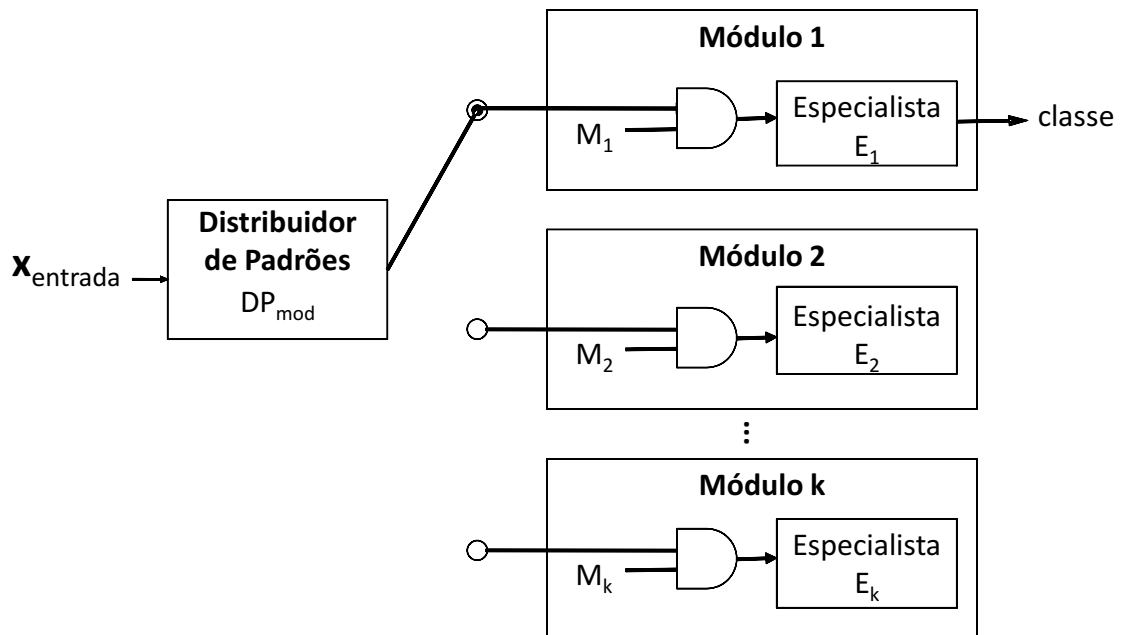 Módulo 1
Especialista
E1
M1
classe
Distribuidor
de Padrões
DPmod
xentrada
Módulo 2
Especialista
E2
M2
...
Módulo k
Especialista
Ek
Mk